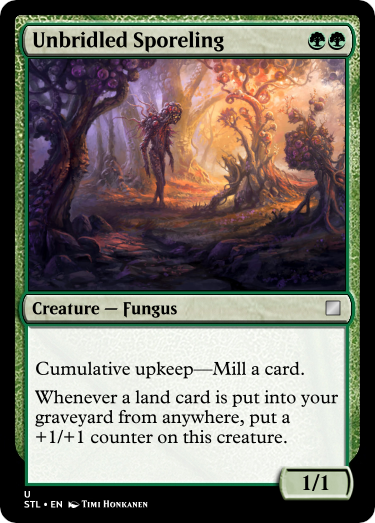 Unbridled Sporeling
Creature — Fungus
Cumulative upkeep—Mill a card.
Whenever a land card is put into your
graveyard from anywhere, put a
+1/+1 counter on this creature.
1/1
U
STL • EN Timi Honkanen